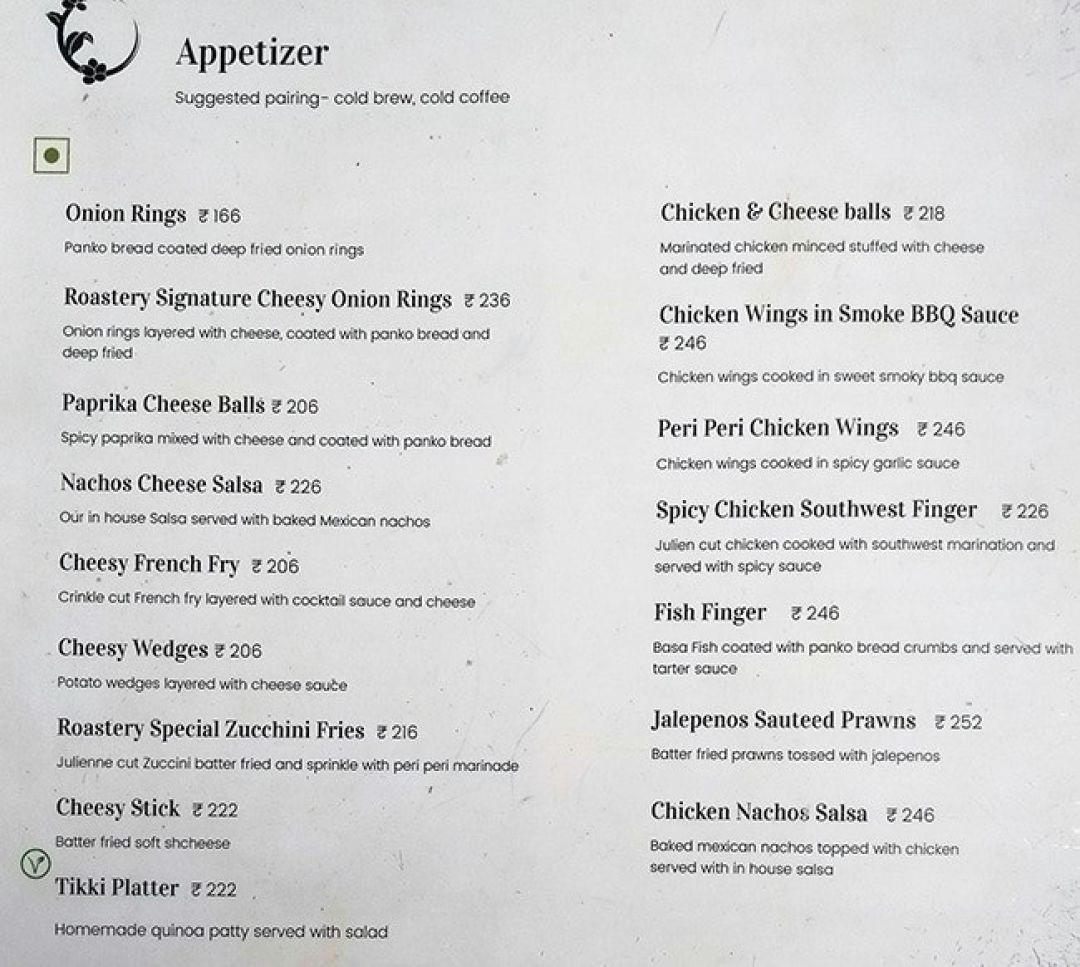 Appetizer
Suggested pairing- cold brew, cold coffee
Onion Rings ₹ 166
Panko bread coated deep fried onion rings
Roastery Signature Cheesy Onion Rings ₹ 236
Onion rings layered with cheese, coated with panko bread and
deep fried
Paprika Cheese Balls ₹ 206
Spicy paprika mixed with cheese and coated with panko bread
Nachos Cheese Salsa ₹ 226
Our in house Salsa served with baked Mexican nachos
Cheesy French Fry ₹ 206
Crinkle cut French fry layered with cocktail sauce and cheese
Cheesy Wedges ₹ 206
Potato wedges layered with cheese sauce
Roastery Special Zucchini Fries ₹ 216
Julienne cut Zuccini batter fried and sprinkle with peri peri marinade
Cheesy Stick ₹ 222
Batter fried soft shcheese
V
Tikki Platter ₹ 222
Homemade quinoa patty served with salad
Chicken & Cheese balls ₹ 218
Marinated chicken minced stuffed with cheese
and deep fried
Chicken Wings in Smoke BBQ Sauce
₹ 246
Chicken wings cooked in sweet smoky bbq sauce
Peri Peri Chicken Wings ₹ 246
Chicken wings cooked in spicy garlic sauce
Spicy Chicken Southwest Finger ₹ 226
Julien cut chicken cooked with southwest marination and
served with spicy sauce
Fish Finger ₹ 246
Basa Fish coated with panko bread crumbs and served with
tarter sauce
Jalepenos Sauteed Prawns ₹ 252
Batter fried prawns tossed with jalepenos
Chicken Nachos Salsa ₹ 246
Baked mexican nachos topped with chicken
served with in house salsa